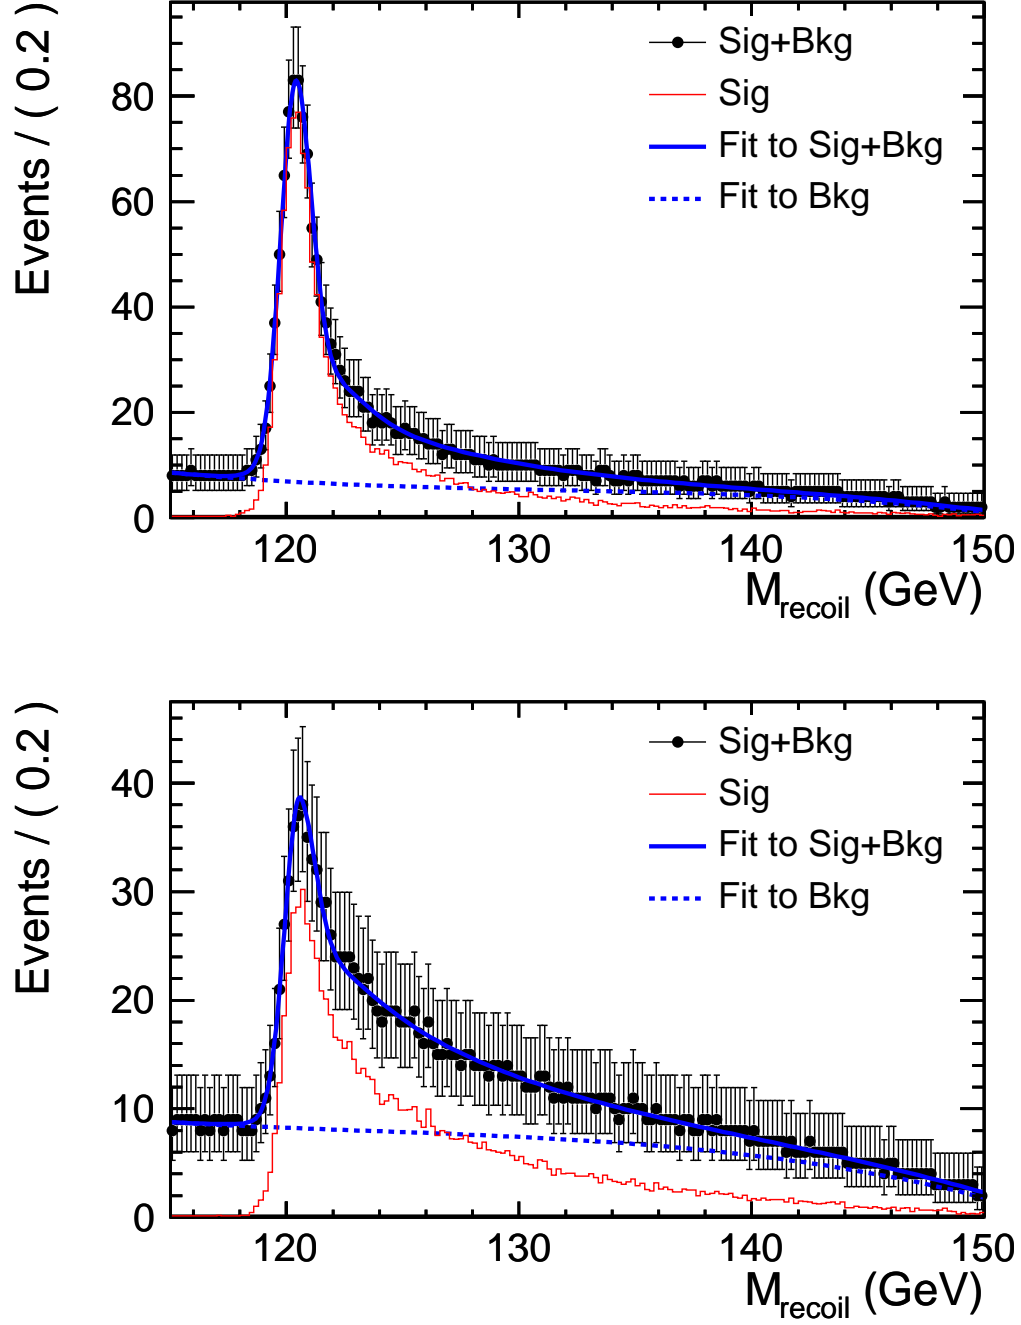 Events / ( 0.2 )
80
60
40
20
0
Sig+Bkg
Sig
Fit to Sig+Bkg
Fit to Bkg
120 130 140 150
M_recoil (GeV)
Events / ( 0.2 )
40
30
20
10
0
Sig+Bkg
Sig
Fit to Sig+Bkg
Fit to Bkg
120 130 140 150
M_recoil (GeV)